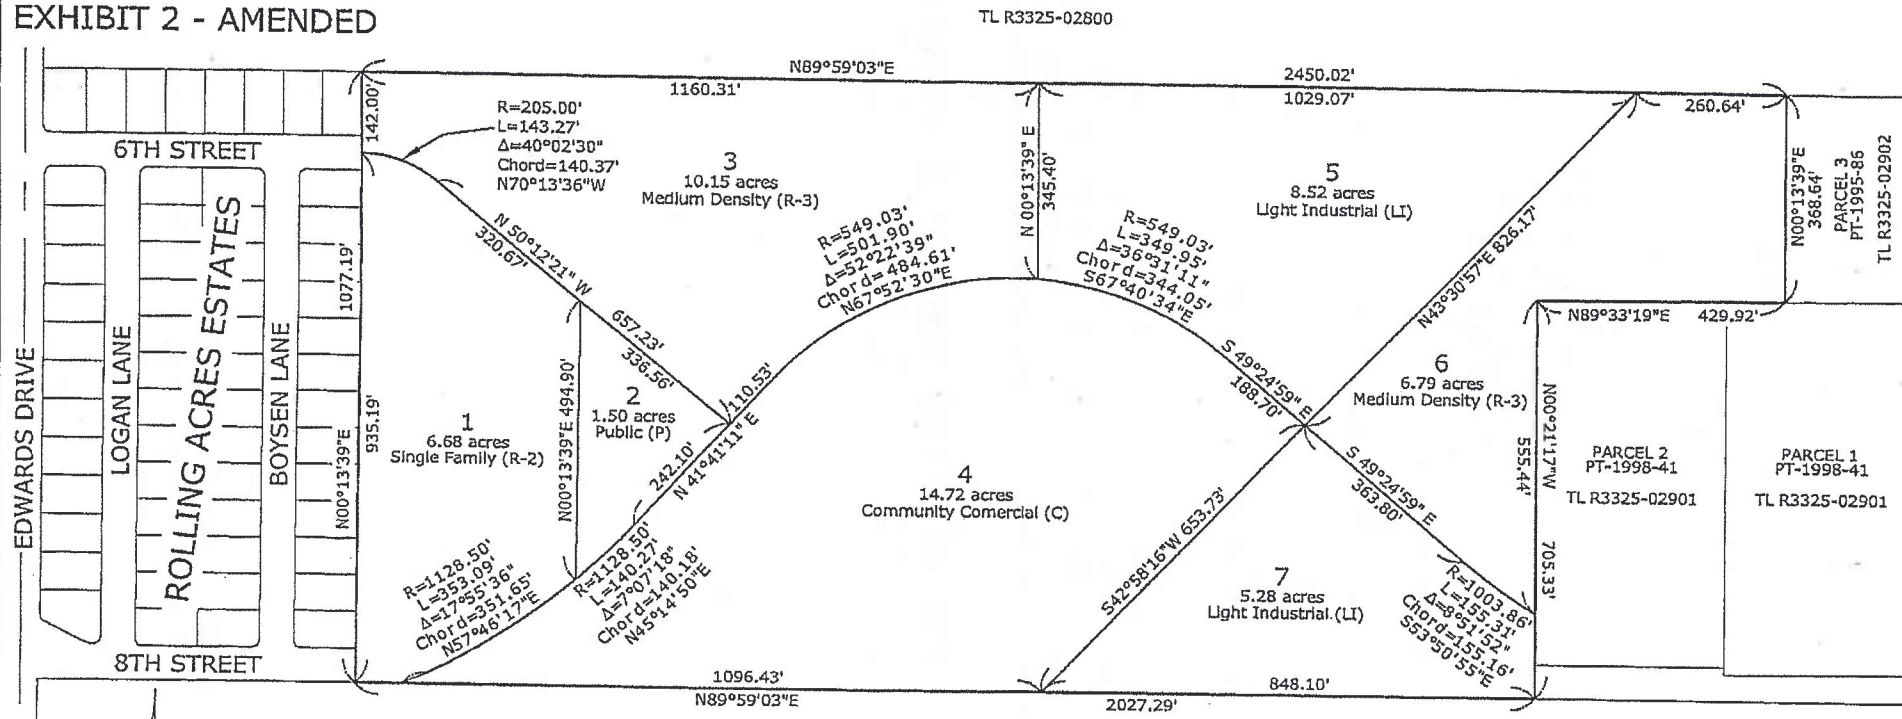 EXHIBIT 2 - AMENDED
TL R3325-02800
N89°59'03"E
1160.31'
2450.02'
1029.07'
260.64'
142.00'
R=205.00'
L=143.27'
Δ=40°02'30"
Chord=140.37'
N70°13'36"W
6TH STREET
3
10.15 acres
Medium Density (R-3)
N 00°13'39" E
345.40'
5
8.52 acres
Light Industrial (LI)
N00°13'39"E
368.64'
PARCEL 3
PT-1995-86
TL R3325-02902
N 50°12'21" W
320.67'
657.23'
336.56'
R=549.03'
L=501.90'
Δ=52°22'39"
Chord= 484.61'
N67°52'30"E
R=549.03'
L=349.95'
Δ=36°31'11"
Chord=344.05'
S67°40'34"E
N43°30'57"E 826.17'
N89°33'19"E
429.92'
EDWARDS DRIVE
LOGAN LANE
ROLLING ACRES ESTATES
BOYSEN LANE
1077.19'
N00°13'39"E
935.19'
1
6.68 acres
Single Family (R-2)
N00°13'39"E 494.90'
2
1.50 acres
Public (P)
110.53'
242.10'
N 41°41'11" E
4
14.72 acres
Community Comercial (C)
S 49°24'59" E
188.70'
6
6.79 acres
Medium Density (R-3)
N00°21'17"W
555.44'
705.33'
PARCEL 2
PT-1998-41
TL R3325-02901
PARCEL 1
PT-1998-41
TL R3325-02901
S 49°24'59" E
363.80'
S42°58'16"W 653.73'
R=1128.50'
L=353.09'
Δ=17°55'36"
Chord=351.65'
N57°46'17"E
R=1128.50'
L=140.27'
Δ=7°07'18"
Chord=140.18'
N45°14'50"E
7
5.28 acres
Light Industrial (LI)
R=1003.86'
L=155.31'
Δ=8°51'52"
Chord=155.16'
S53°50'55"E
8TH STREET
1096.43'
N89°59'03"E
848.10'
2027.29'